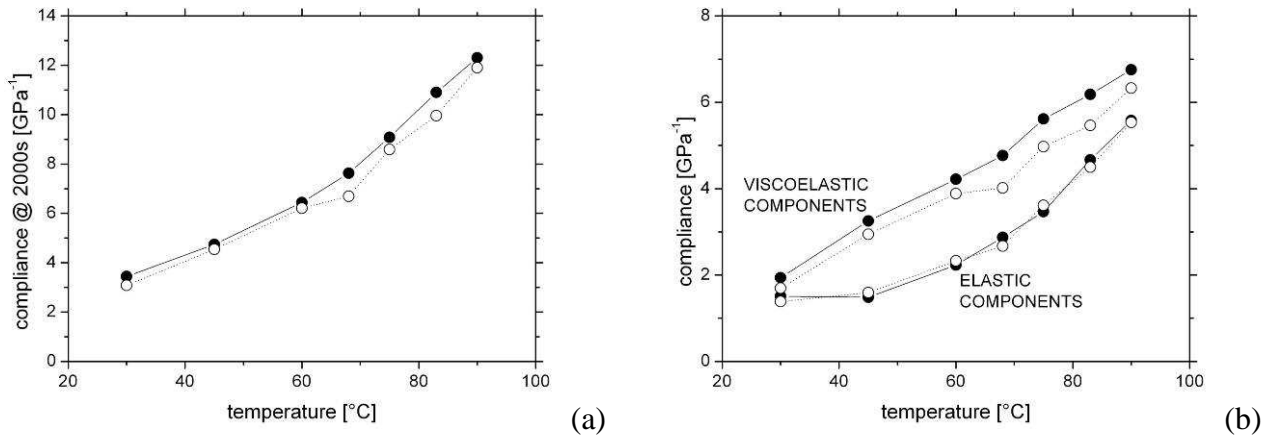 compliance @ 2000s [GPa-1]
14
12
10
8
6
4
2
0
20
40
60
80
100
temperature [°C]
(a)
compliance [GPa-1]
8
6
4
2
0
VISCOELASTIC
COMPONENTS
ELASTIC
COMPONENTS
20
40
60
80
100
temperature [°C]
(b)